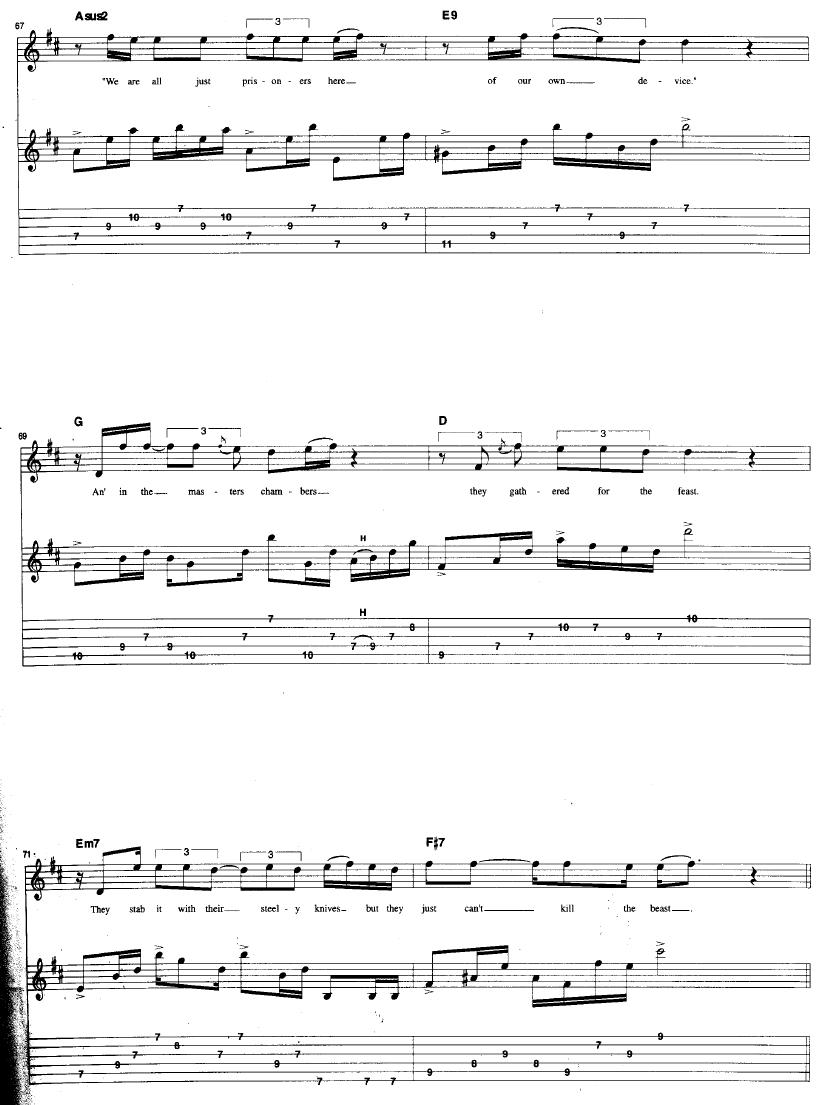 Asus2 E9
67 3 3
"We are all just pris - on - ers here of our own de - vice."
7 7 7 7
10 10 7 7
9 9 9 9 9 7 7
7 7 9 9
7 11
G D
69 3 3 3
An' in the mas - ters cham - bers they gath - ered for the feast.
H
H
7 10
8 10 7
7 7 7 7 7 9 7
9 9 7 9 7
10 10 10 9
Em7 F#7
71 3 3
They stab it with their steel - y knives but they just can't kill the beast.
7 7 9
8 7
7 7 7 9 9
9 9 8 8
7 9 9
7 7 7